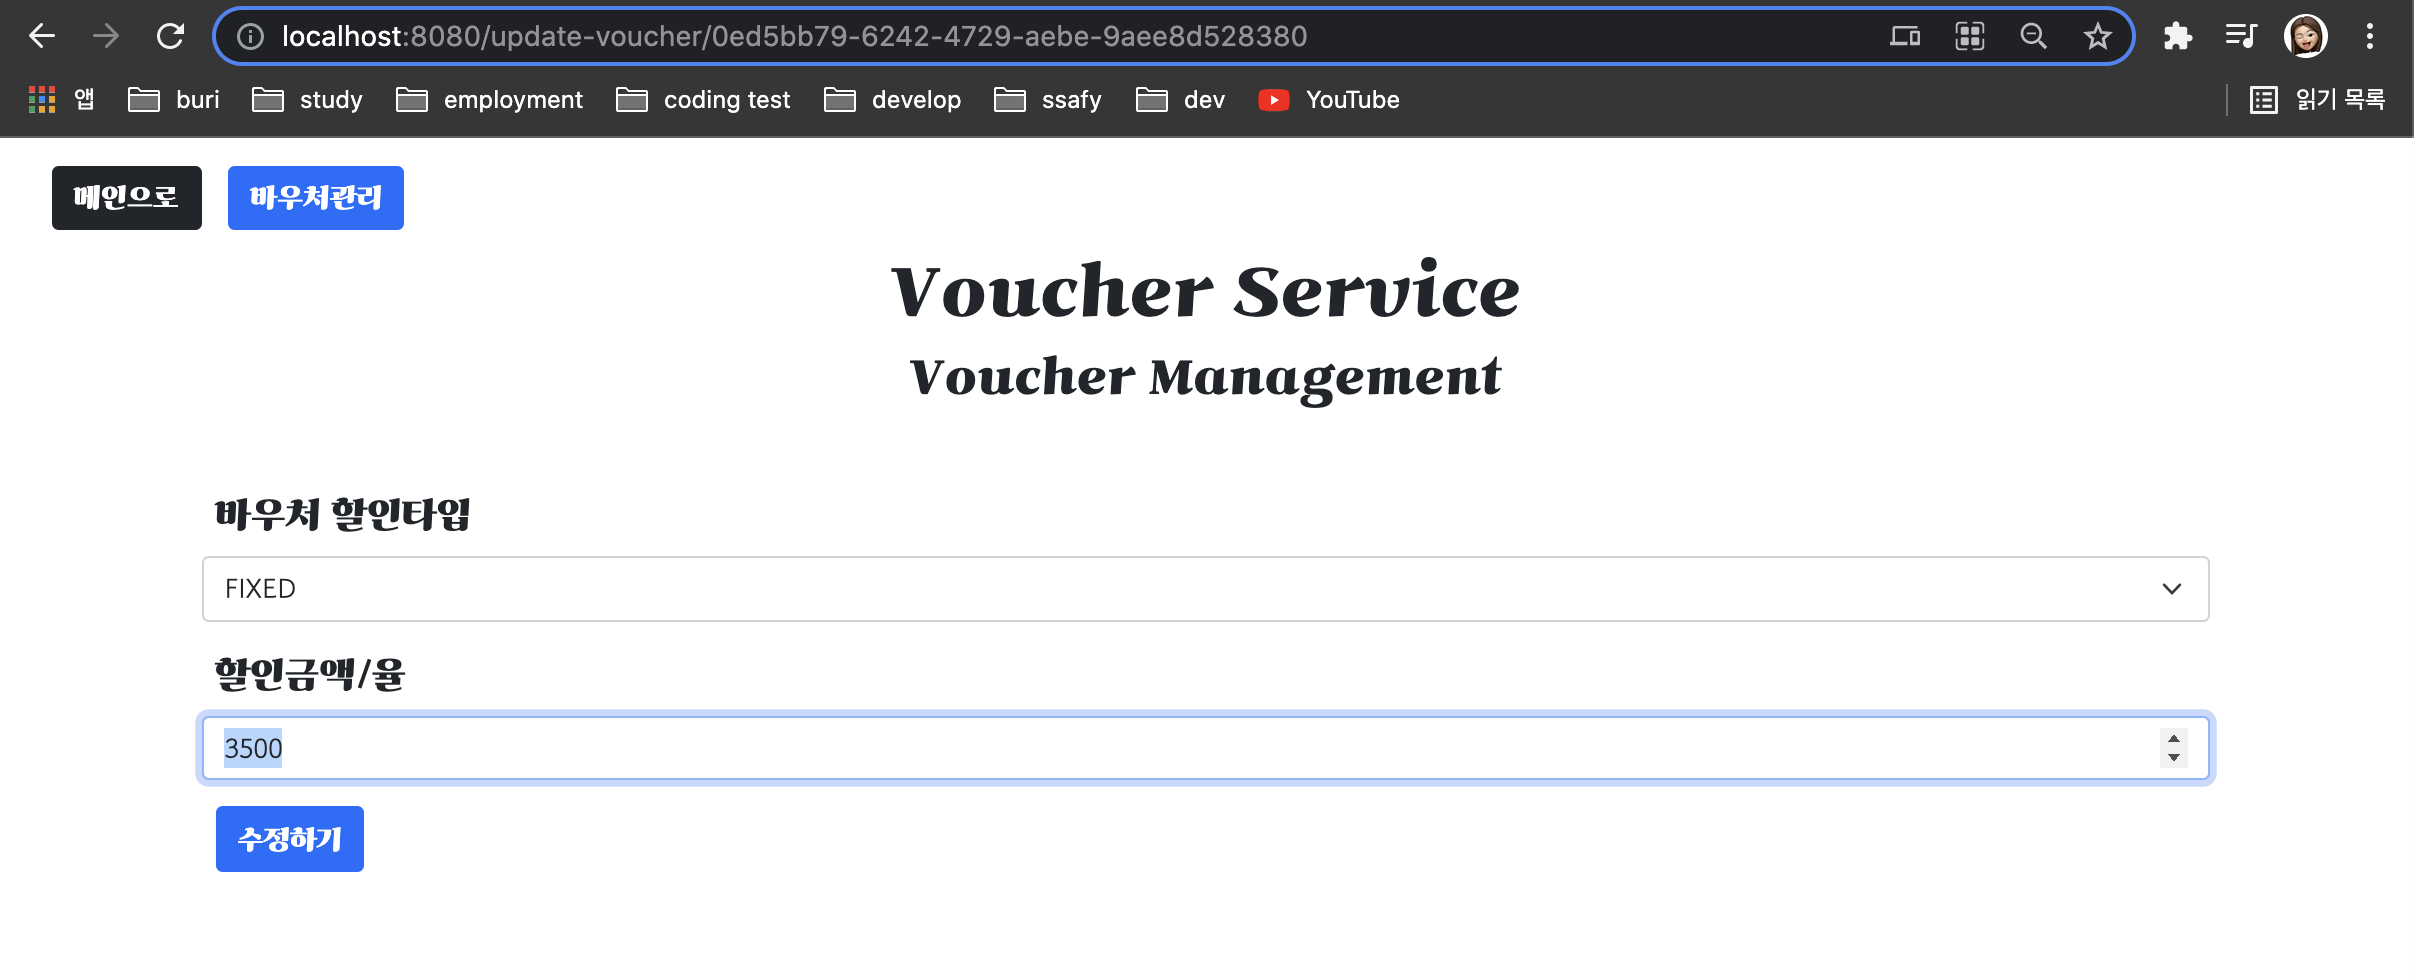 localhost:8080/update-voucher/0ed5bb79-6242-4729-aebe-9aee8d528380
앱 buri study employment coding test develop ssafy dev YouTube 읽기 목록
메인으로 바우처관리
Voucher Service
Voucher Management
바우처 할인타입
FIXED
할인금액/율
3500
수정하기